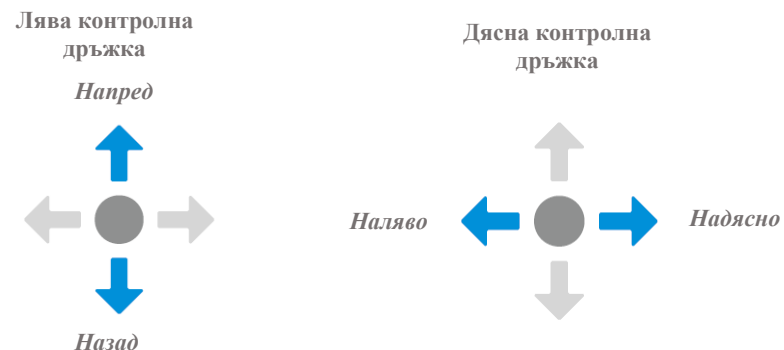 Лява контролна
дръжка
Напред
Назад
Дясна контролна
дръжка
Наляво
Надясно